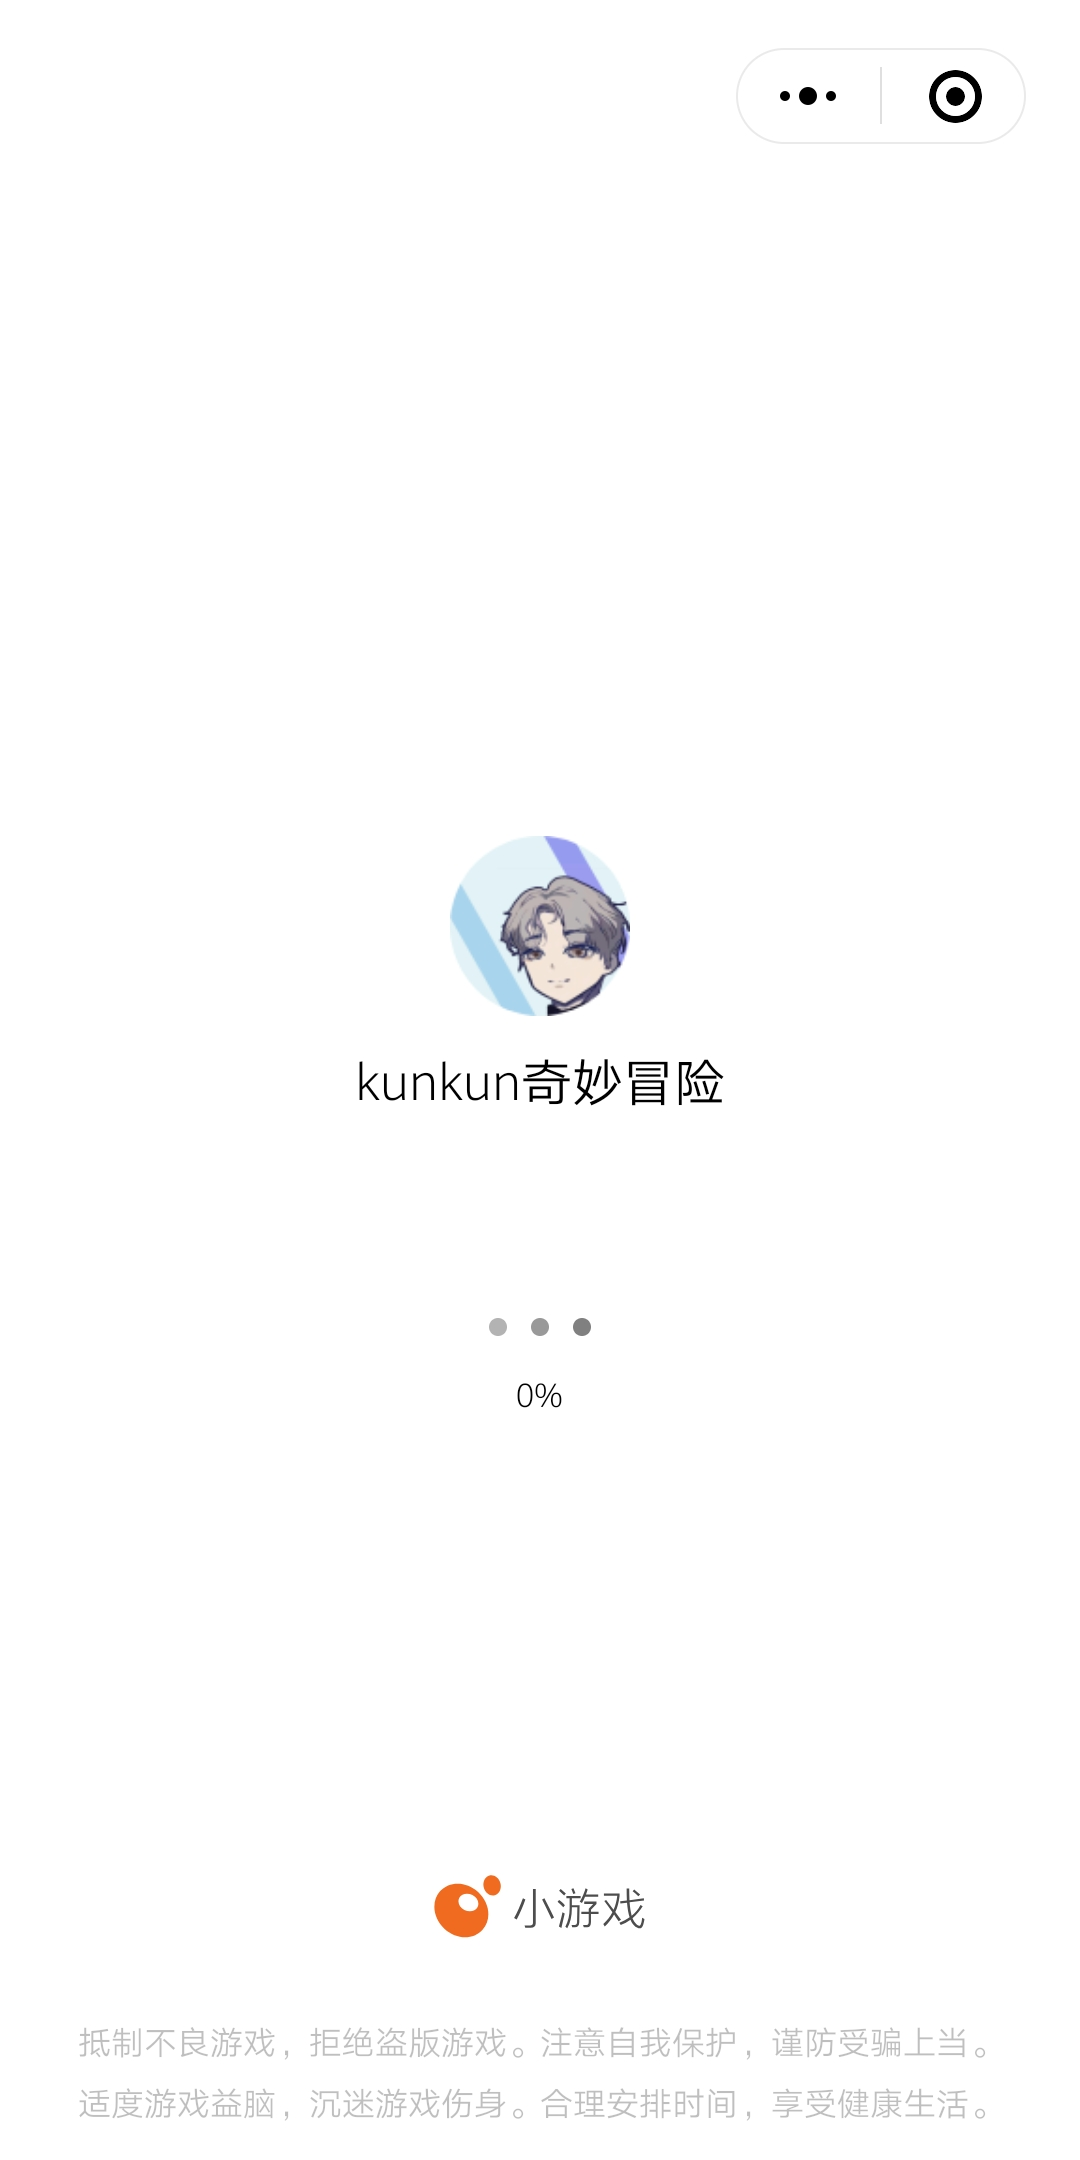 kunkun奇妙冒险
0%
小游戏
抵制不良游戏，拒绝盗版游戏。注意自我保护，谨防受骗上当。
适度游戏益脑，沉迷游戏伤身。合理安排时间，享受健康生活。